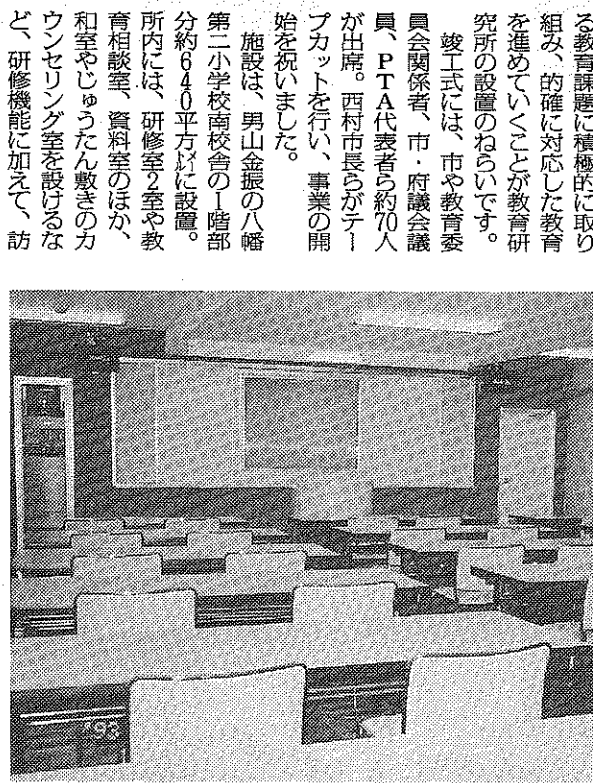 る教育課題に積極的に取り
組み、的確に対応した教育
を進めていくことが教育研
究所の設置のねらいです。
竣工式には、市や教育委
員会関係者、市・府議会議
員、PTA代表者ら約70人
が出席。西村市長らがテー
プカットを行い、事業の開
始を祝いました。
施設は、男山金振の八幡
第二小学校南校舎の1階部
分約640平方㍍に設置。
所内には、研修室2室や教
育相談室、資料室のほか、
和室やじゅうたん敷きのカ
ウンセリング室を設けるな
ど、研修機能に加えて、訪